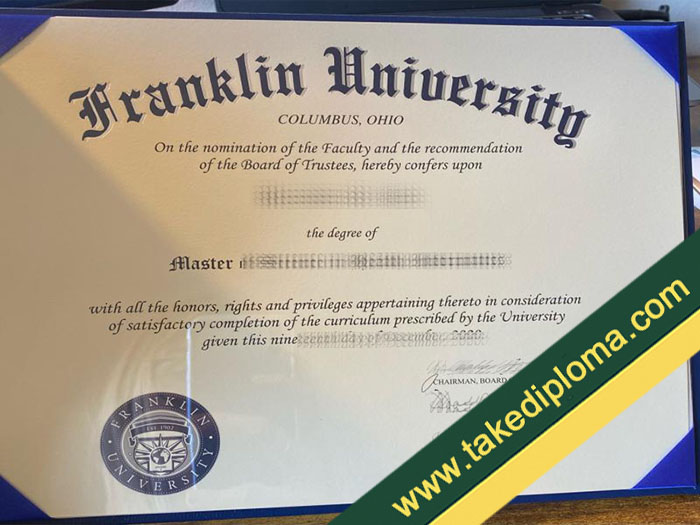 Franklin University
COLUMBUS, OHIO
On the nomination of the Faculty and the recommendation
of the Board of Trustees, hereby confers upon
the degree of
Master
with all the honors, rights and privileges appertaining thereto in consideration
of satisfactory completion of the curriculum prescribed by the University
given this
CHAIRMAN, BOARD
FRANKLIN
EST 1902
UNIVERSITY
www.takediploma.com